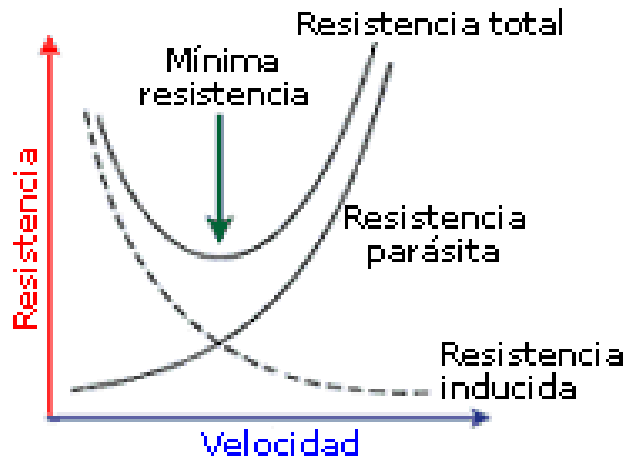 Resistencia total
Mínima
resistencia
Resistencia
Resistencia
parásita
Resistencia
inducida
Velocidad